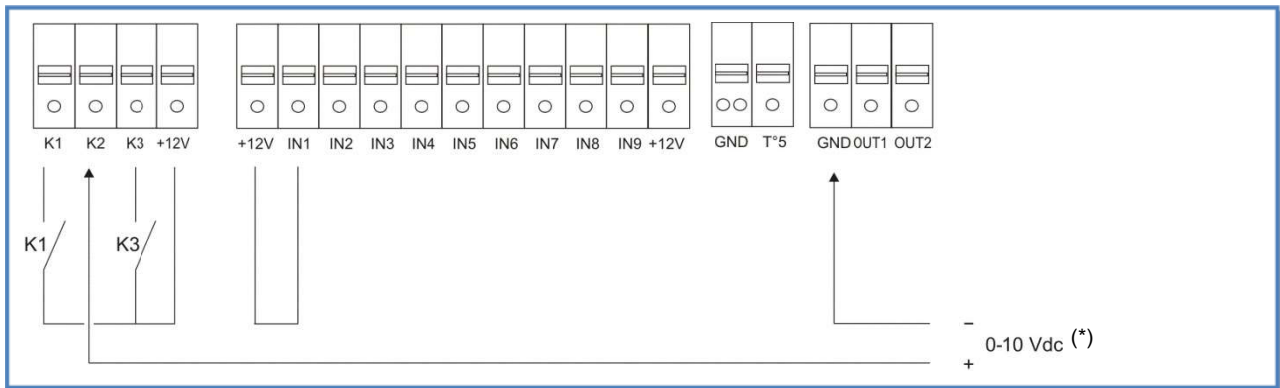 K1 K2 K3 +12V +12V IN1 IN2 IN3 IN4 IN5 IN6 IN7 IN8 IN9 +12V GND T°5 GND 0UT1 OUT2
K1 K3
–
0-10 Vdc (*)
+